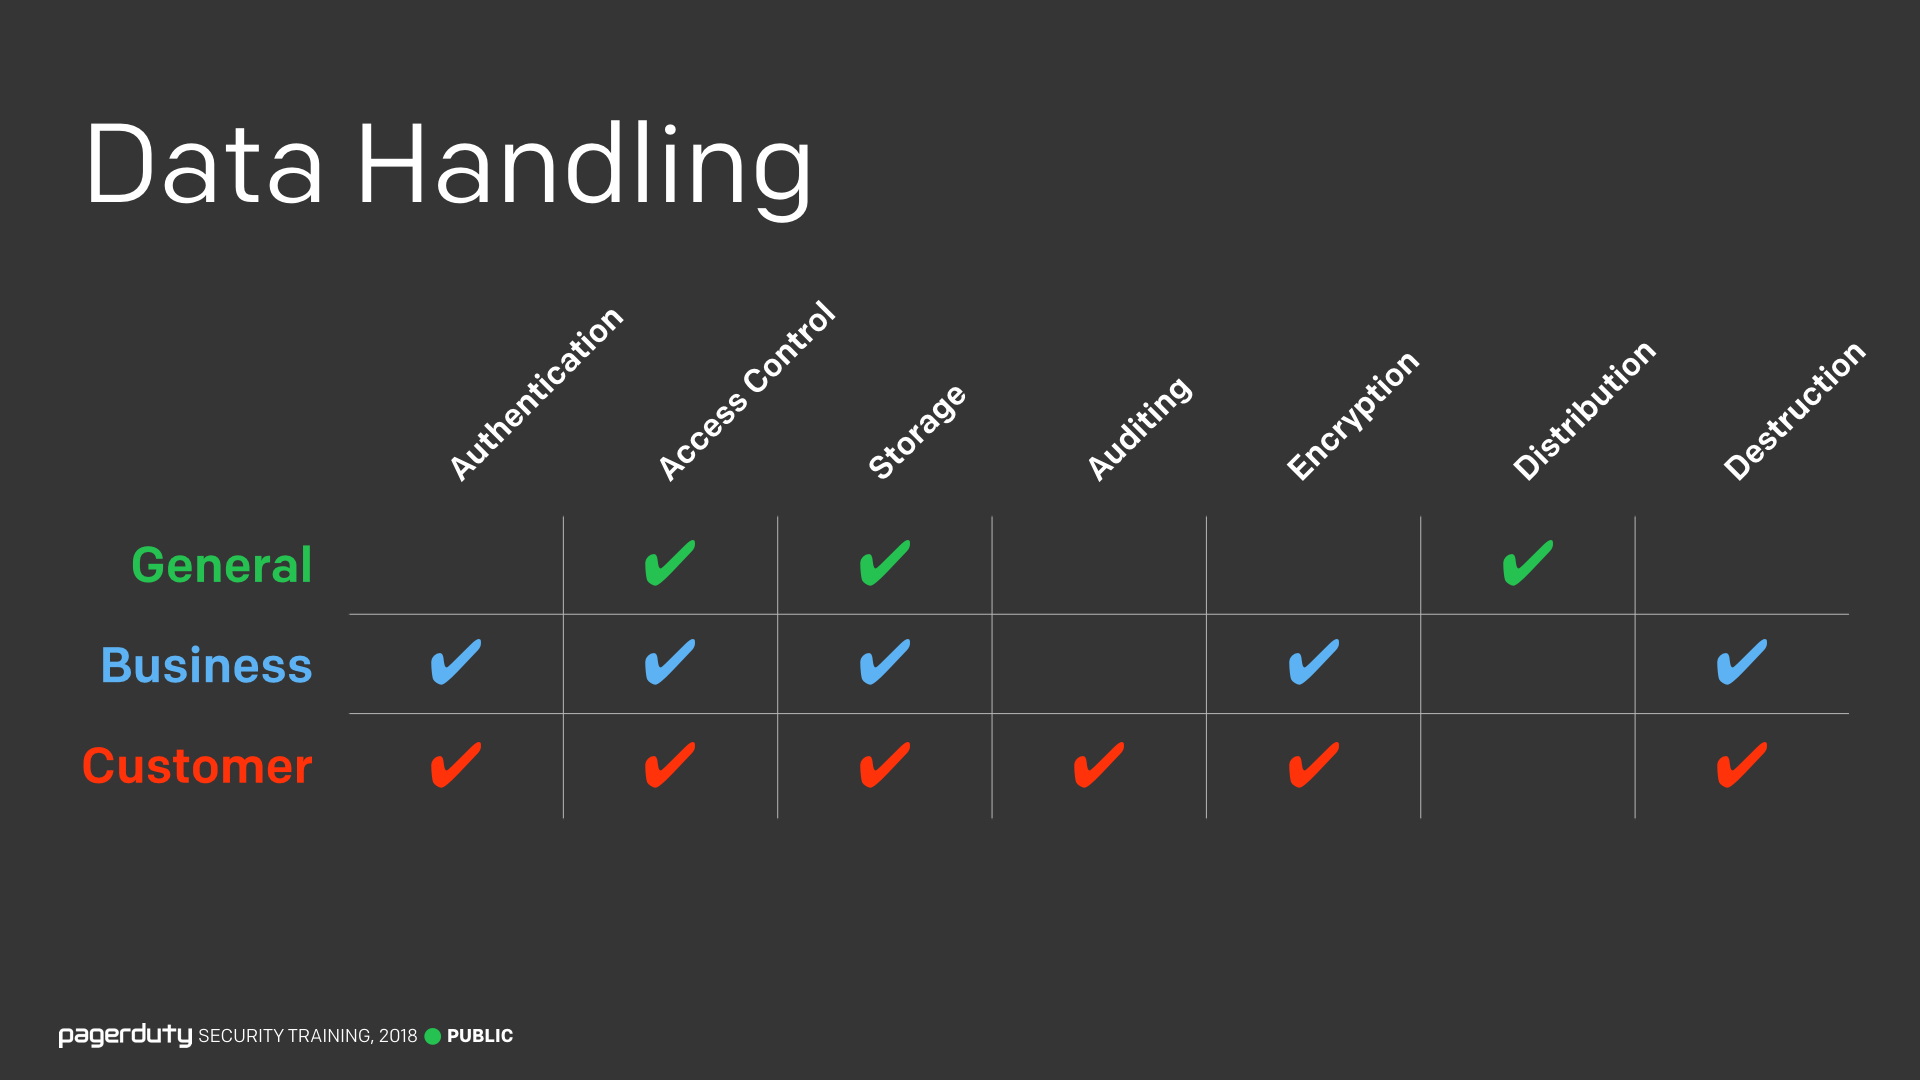 Data Handling
Authentication
Access Control
Storage
Auditing
Encryption
Distribution
Destruction
General ✔ ✔ ✔
Business ✔ ✔ ✔ ✔ ✔
Customer ✔ ✔ ✔ ✔ ✔ ✔
pagerduty SECURITY TRAINING, 2018 PUBLIC